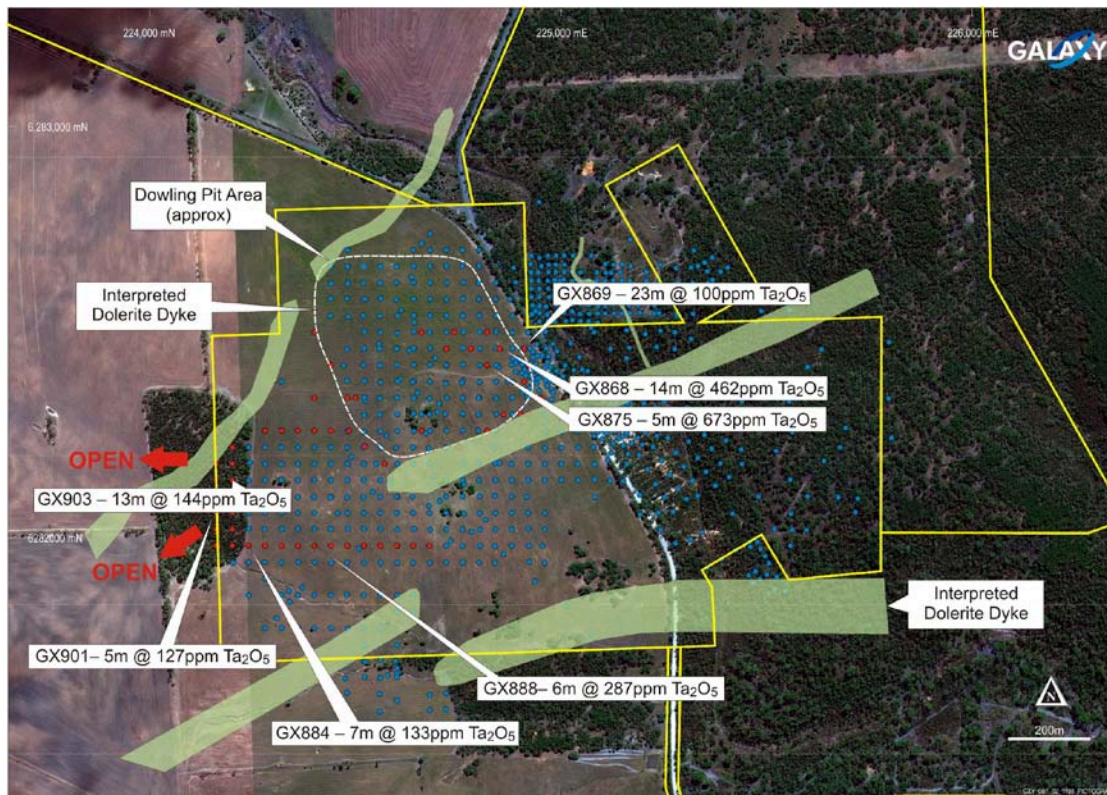 224,000 mN
225,000 mE
226,000 mE
GALAXY
6,283,000 mN
Dowling Pit Area
(approx)
Interpreted
Dolerite Dyke
GX869 – 23m @ 100ppm Ta₂O₅
GX868 – 14m @ 462ppm Ta₂O₅
GX875 – 5m @ 673ppm Ta₂O₅
OPEN
GX903 – 13m @ 144ppm Ta₂O₅
6282000 mN
OPEN
Interpreted
Dolerite Dyke
GX901– 5m @ 127ppm Ta₂O₅
GX888– 6m @ 287ppm Ta₂O₅
GX884 – 7m @ 133ppm Ta₂O₅
N
200m